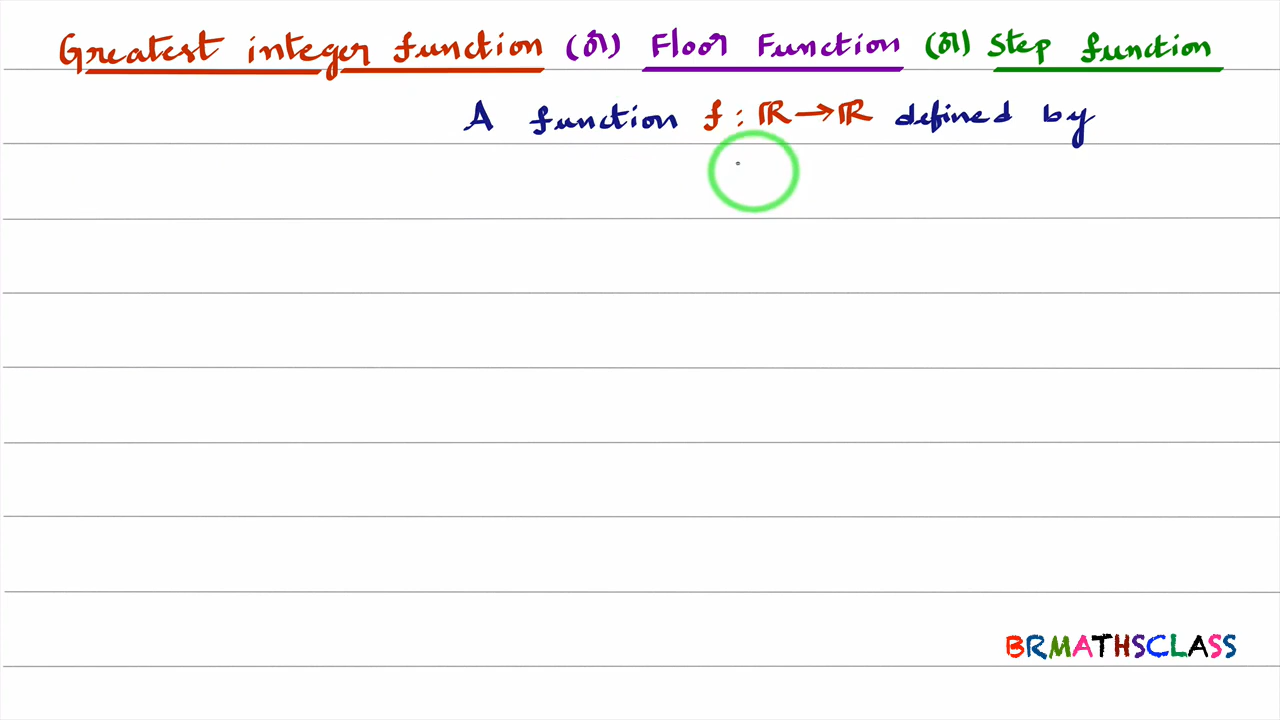 Greatest integer function (or) Floor Function (or) Step function
A function f : ℝ → ℝ defined by
BRMATHSCLASS